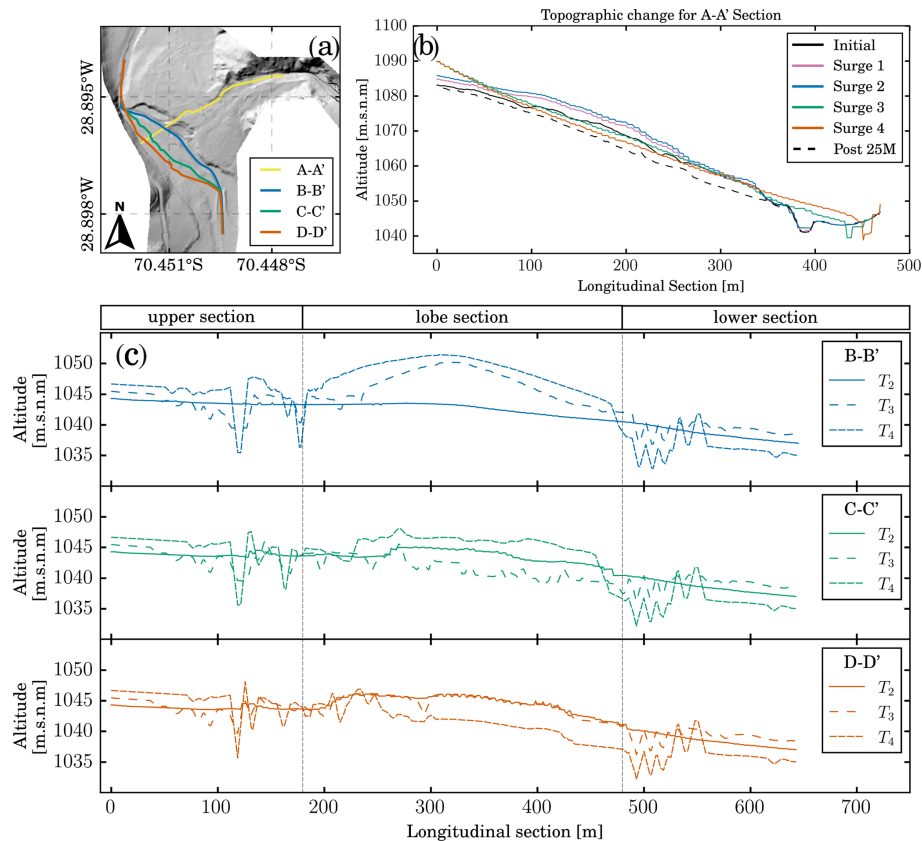 (a)
28.895°W
28.898°W
70.451°S
70.448°S
N
A-A'
B-B'
C-C'
D-D'
Topographic change for A-A' Section
(b)
1100
1090
1080
1070
1060
1050
1040
Altitude [m.s.n.m]
0
100
200
300
400
500
Longitudinal Section [m]
Initial
Surge 1
Surge 2
Surge 3
Surge 4
Post 25M
upper section
lobe section
lower section
(c)
Altitude
[m.s.n.m]
1050
1045
1040
1035
B-B'
T2
T3
T4
Altitude
[m.s.n.m]
1050
1045
1040
1035
C-C'
T2
T3
T4
Altitude
[m.s.n.m]
1050
1045
1040
1035
D-D'
T2
T3
T4
0
100
200
300
400
500
600
700
Longitudinal section [m]